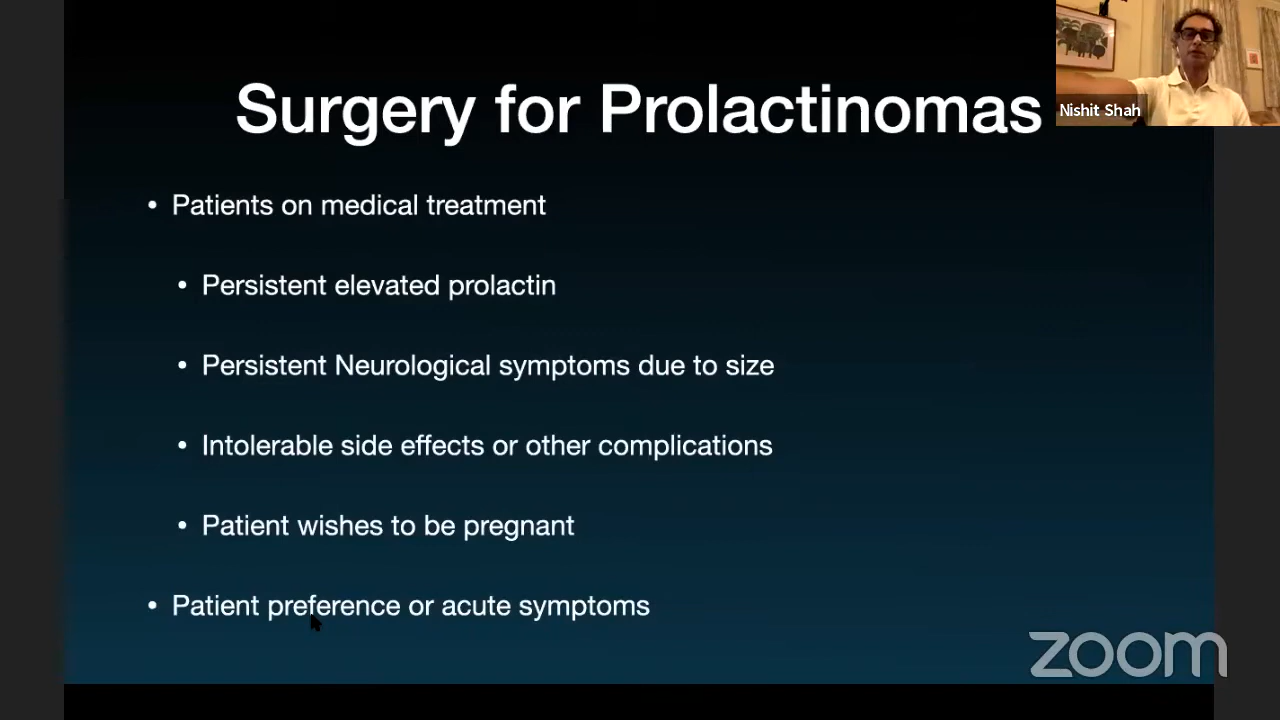 Surgery for Prolactinomas
Nishit Shah
• Patients on medical treatment
• Persistent elevated prolactin
• Persistent Neurological symptoms due to size
• Intolerable side effects or other complications
• Patient wishes to be pregnant
• Patient preference or acute symptoms
zoom